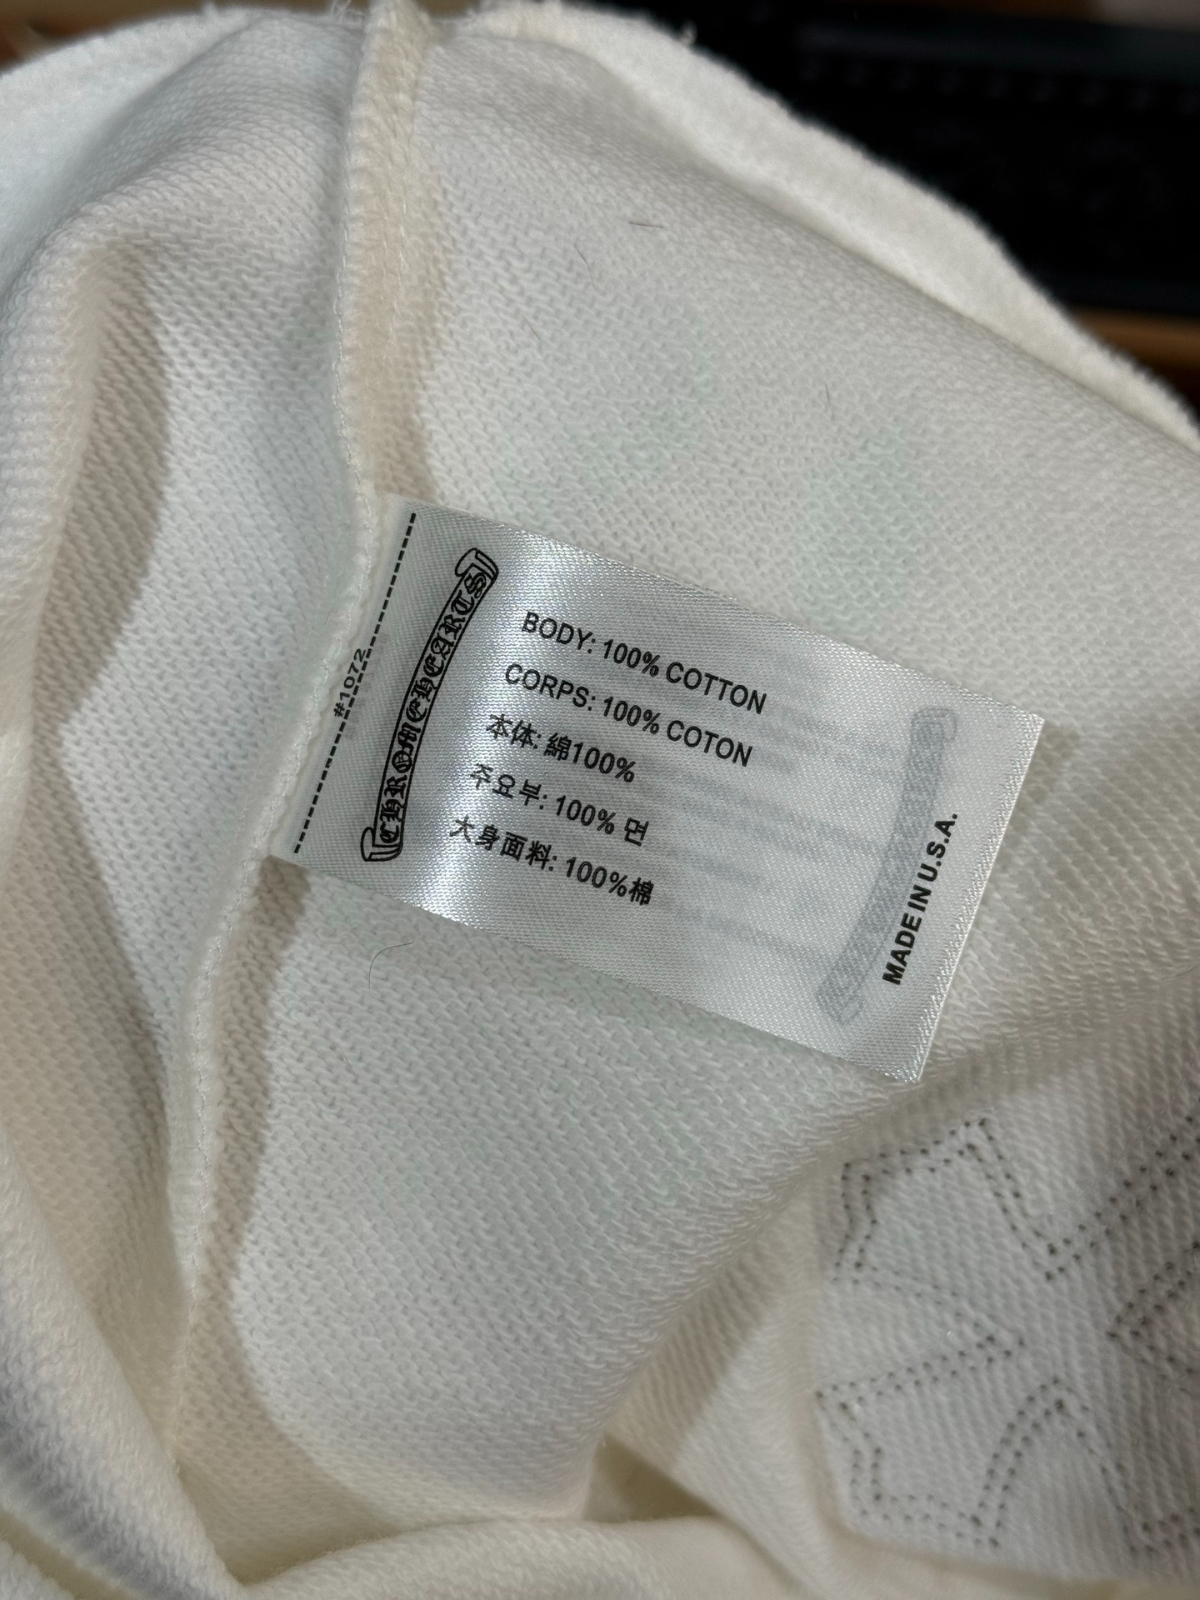 #1072
CHROME HEARTS
BODY: 100% COTTON
CORPS: 100% COTON
本体: 綿100%
주요부: 100% 면
大身面料: 100%棉
MADE IN U.S.A.